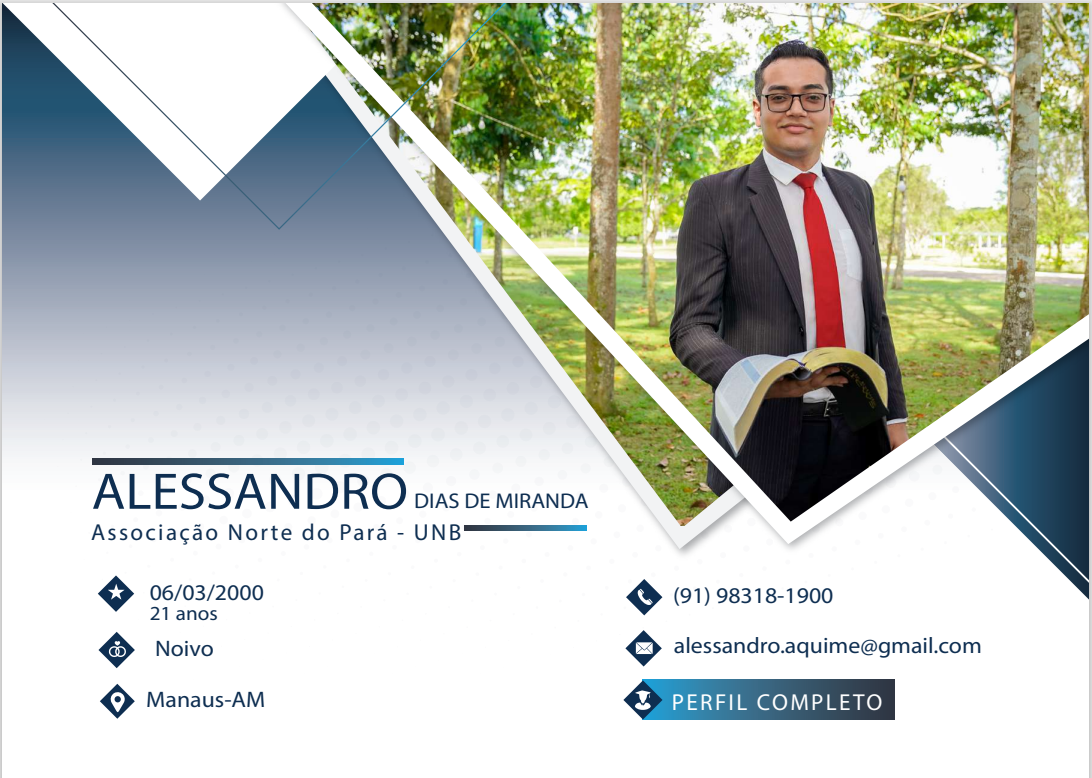 ALESSANDRO DIAS DE MIRANDA
Associação Norte do Pará - UNB
06/03/2000
21 anos
Noivo
Manaus-AM
(91) 98318-1900
alessandro.aquime@gmail.com
PERFIL COMPLETO